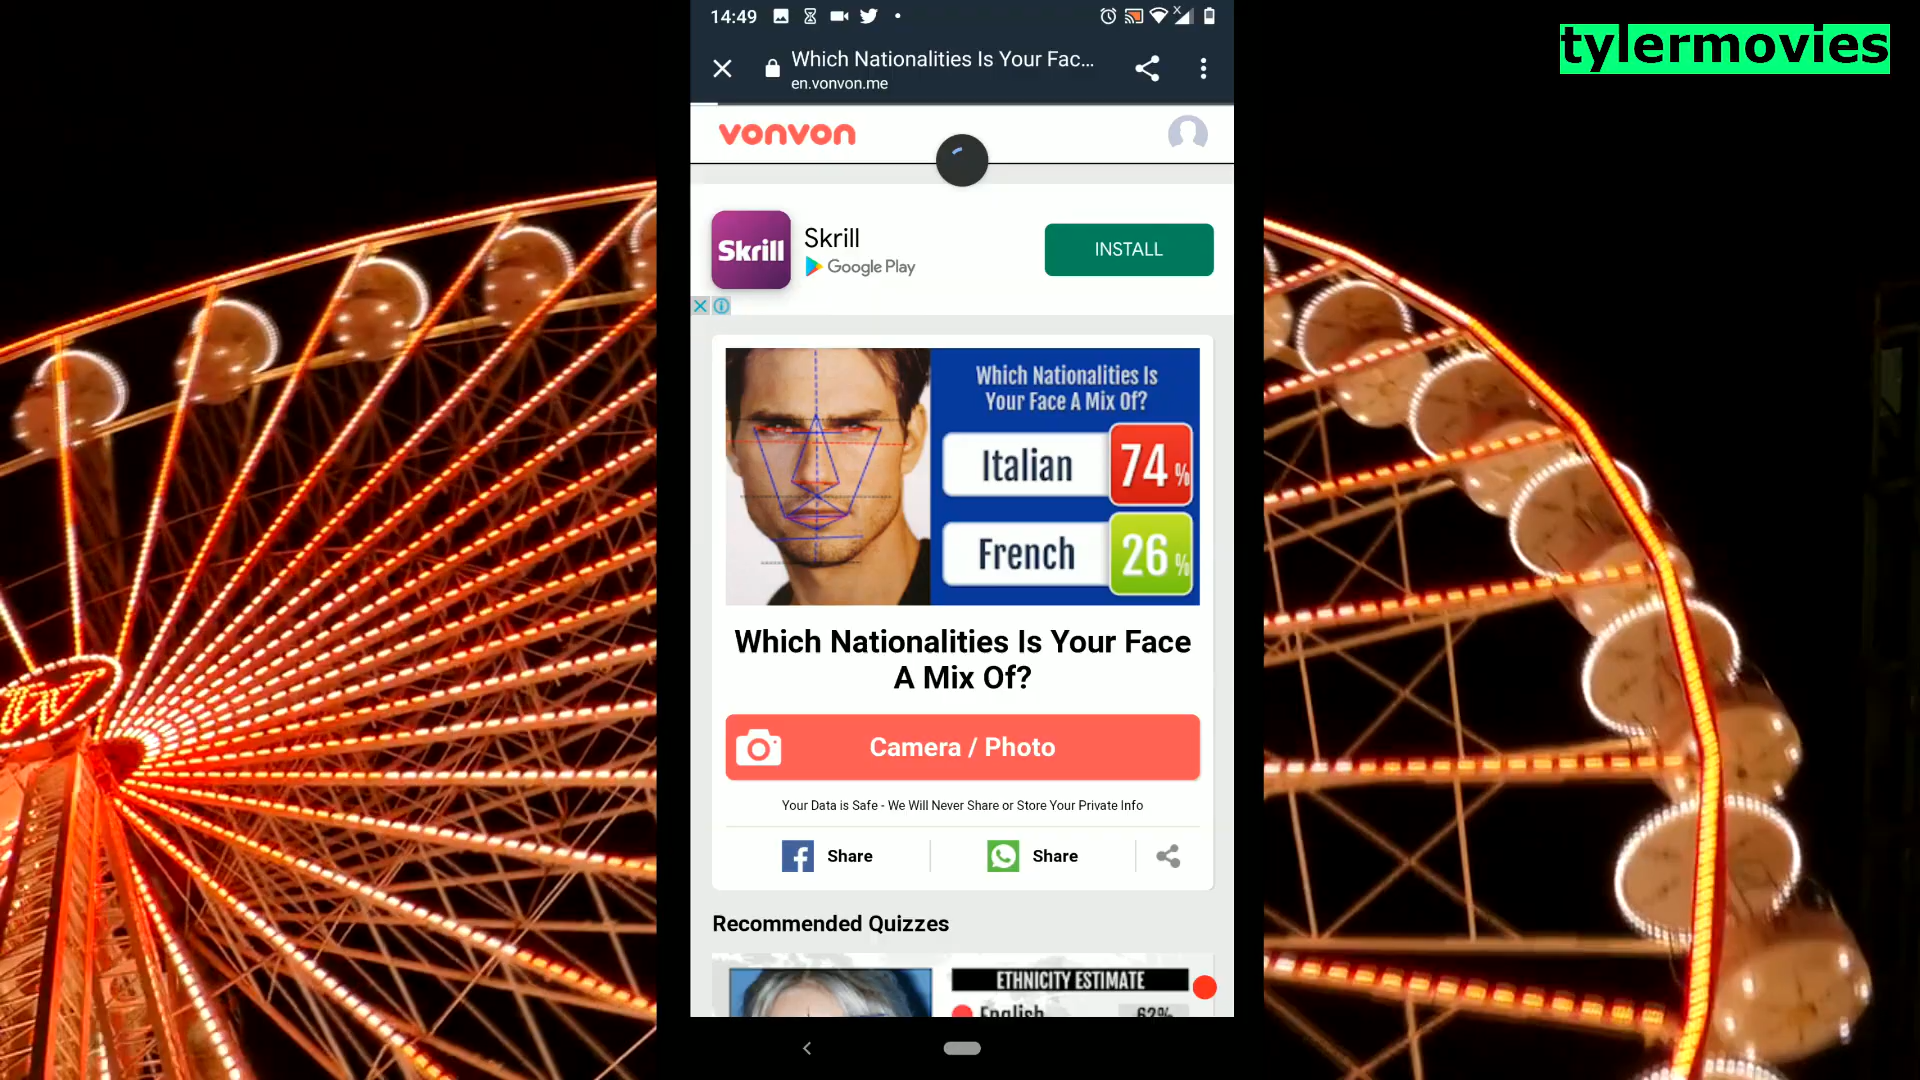 tylermovies
14:49
Which Nationalities Is Your Fac...
en.vonvon.me
vonvon
Skrill
Skrill
Google Play
INSTALL
Which Nationalities Is
Your Face A Mix Of?
Italian 74 %
French 26 %
Which Nationalities Is Your Face
A Mix Of?
Camera / Photo
Your Data is Safe - We Will Never Share or Store Your Private Info
Share
Share
Recommended Quizzes
ETHNICITY ESTIMATE
English 62%